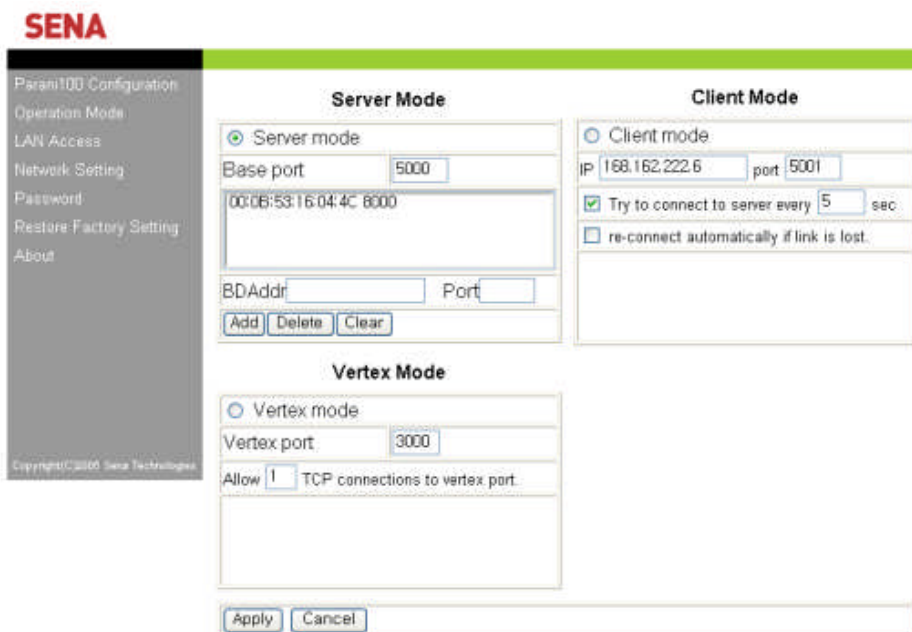 SENA
Parani100 Configuration
Operation Mode
LAN Access
Network Setting
Password
Restore Factory Setting
About
Copyright(C)2005 Sena Technologies
Server Mode
Server mode
Base port 5000
00:0B:53:16:04:4C 8000
BDAddr Port
Add Delete Clear
Client Mode
Client mode
IP 168.162.222.6 port 5001
Try to connect to server every 5 sec
re-connect automatically if link is lost.
Vertex Mode
Vertex mode
Vertex port 3000
Allow 1 TCP connections to vertex port.
Apply Cancel